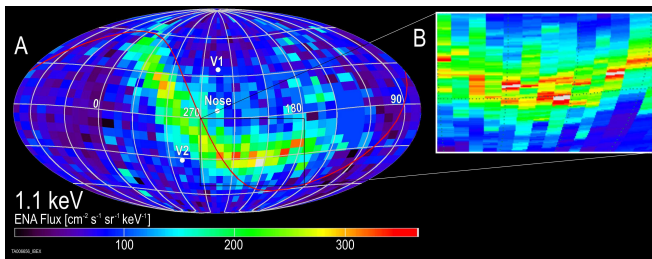 A
B
V1
0
Nose
270
180
90
V2
1.1 keV
ENA Flux [cm⁻² s⁻¹ sr⁻¹ keV⁻¹]
100 200 300